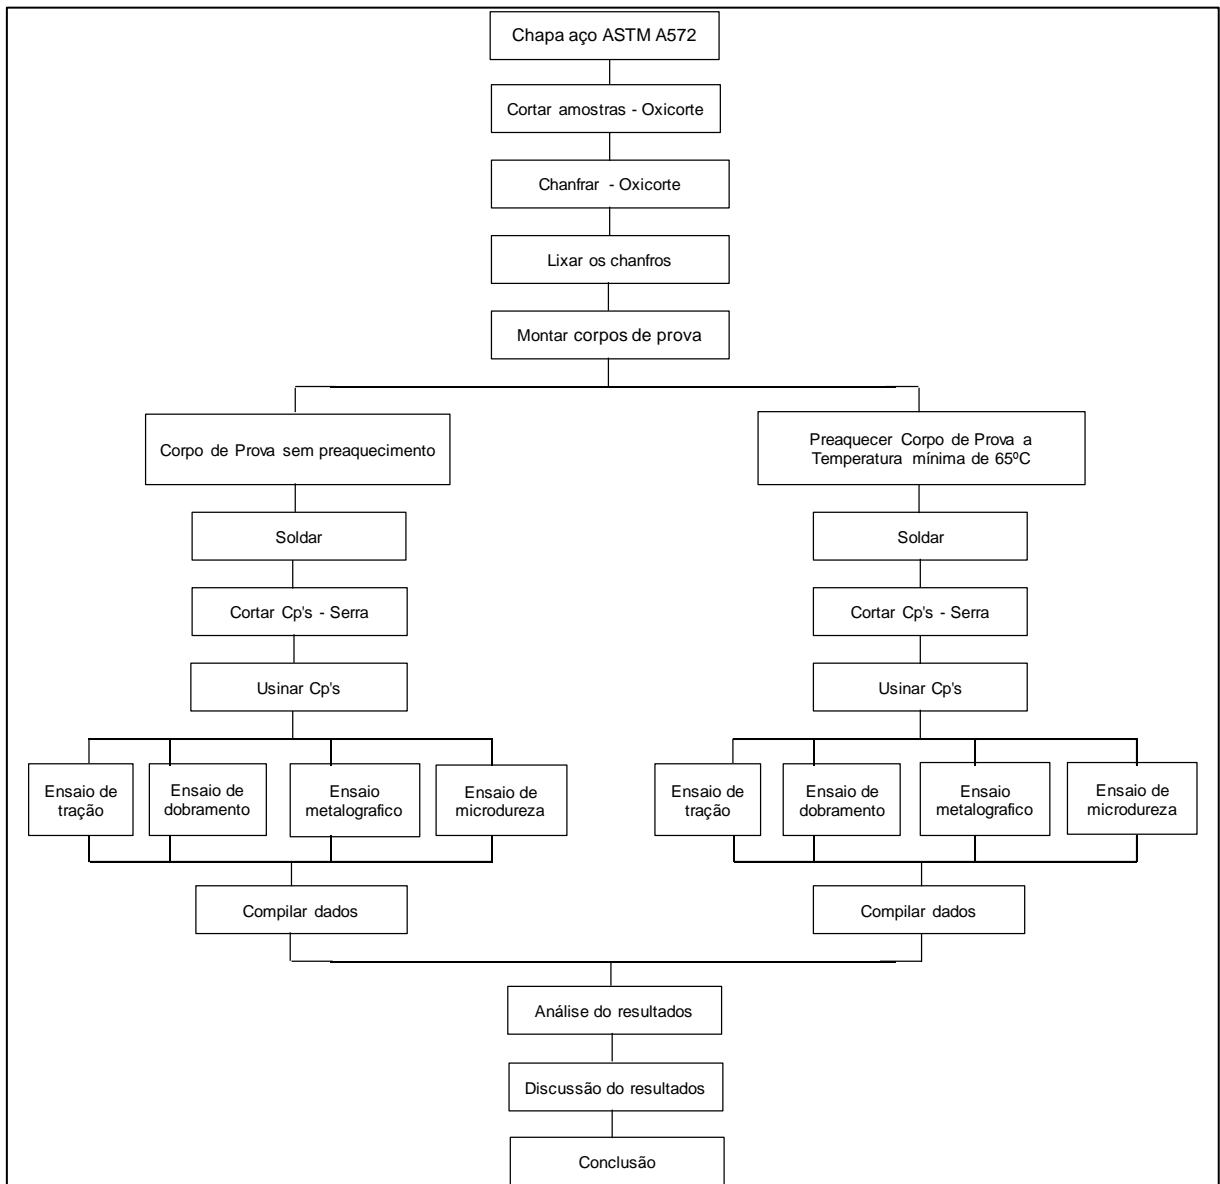 Chapa aço ASTM A572
Cortar amostras - Oxicorte
Chanfrar - Oxicorte
Lixar os chanfros
Montar corpos de prova
Corpo de Prova sem preaquecimento
Preaquecer Corpo de Prova a
Temperatura mínima de 65ºC
Soldar
Soldar
Cortar Cp's - Serra
Cortar Cp's - Serra
Usinar Cp's
Usinar Cp's
Ensaio de
tração
Ensaio de
dobramento
Ensaio
metalografico
Ensaio de
microdureza
Ensaio de
tração
Ensaio de
dobramento
Ensaio
metalografico
Ensaio de
microdureza
Compilar dados
Compilar dados
Análise do resultados
Discussão do resultados
Conclusão